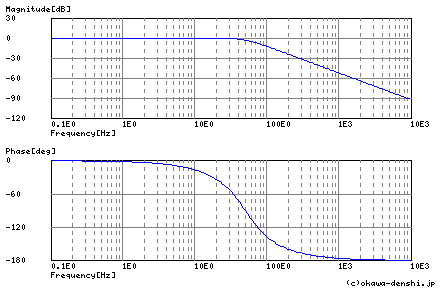 Magnitude[dB]
30
0
-30
-60
-90
-120
0.1E0 1E0 10E0 100E0 1E3 10E3
Frequency[Hz]
Phase[deg]
0
-60
-120
-180
0.1E0 1E0 10E0 100E0 1E3 10E3
Frequency[Hz]
(c)okawa-denshi.jp